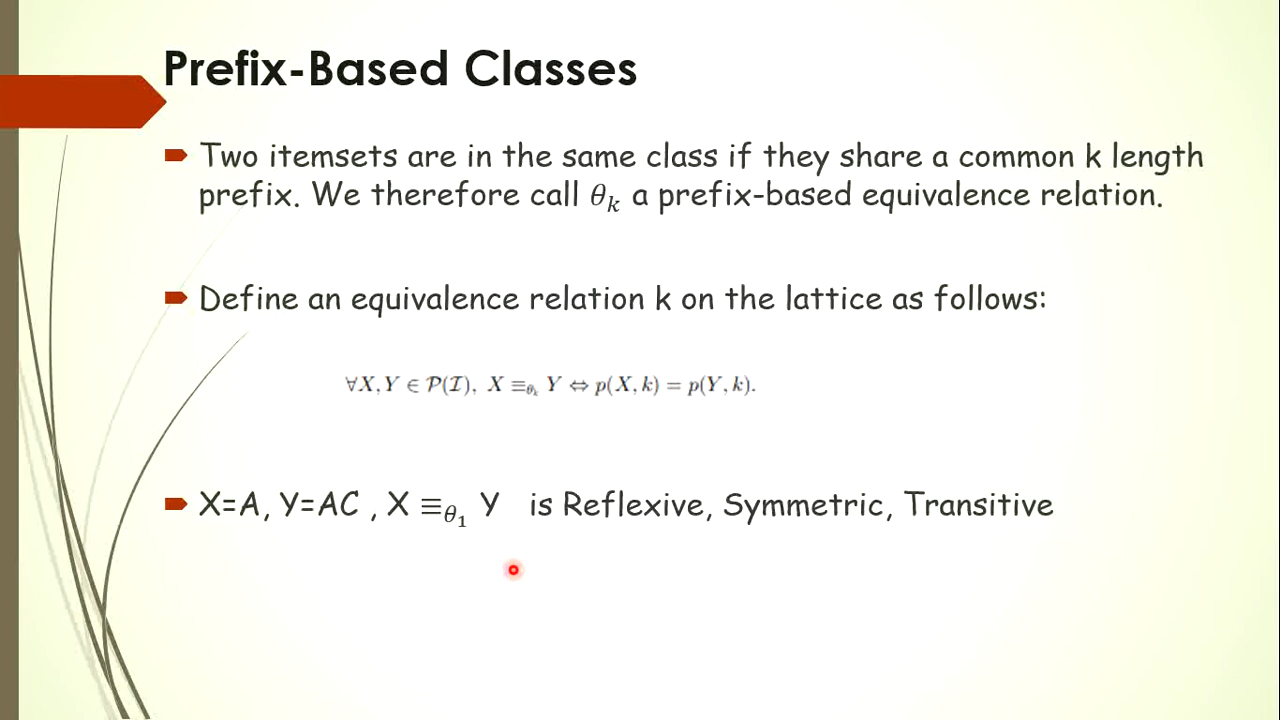 Prefix-Based Classes
Two itemsets are in the same class if they share a common k length
prefix. We therefore call θₖ a prefix-based equivalence relation.
Define an equivalence relation k on the lattice as follows:
∀X, Y ∈ 𝒫(ℐ), X ≡_θₖ Y ⇔ p(X, k) = p(Y, k).
X=A, Y=AC , X ≡_θ₁ Y is Reflexive, Symmetric, Transitive